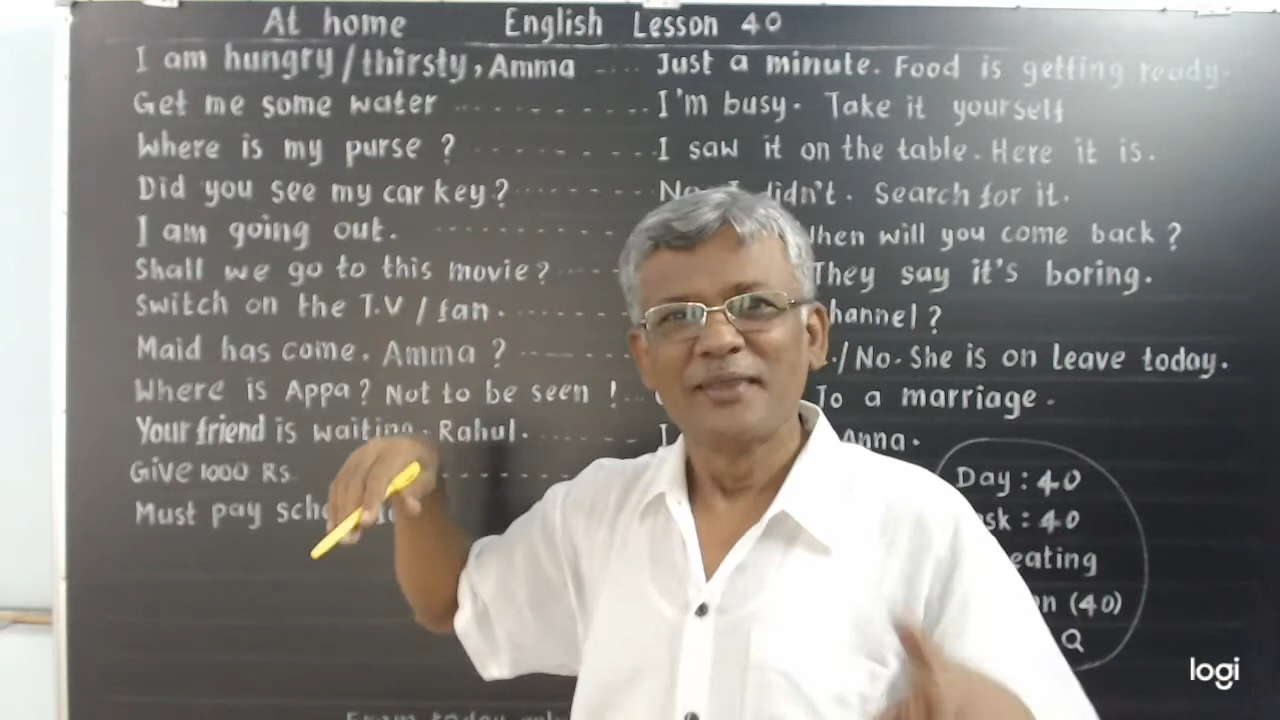 At home English Lesson 40
I am hungry/thirsty, Amma .... Just a minute. Food is getting ready.
Get me some water .......... I'm busy. Take it yourself
Where is my purse ? .......... I saw it on the table. Here it is.
Did you see my car key? ........ didn't. Search for it.
I am going out. .......... When will you come back ?
Shall we go to this movie? .... They say it's boring.
Switch on the T.V / fan. ........ channel ?
Maid has come. Amma ? ...... /No. She is on Leave today.
Where is Appa? Not to be seen ! .. To a marriage.
Your friend is waiting. Rahul. ....... I Anna.
Give 1000 Rs. ........
Must pay
Day : 40
: 40
(40)
Q
From today
logi